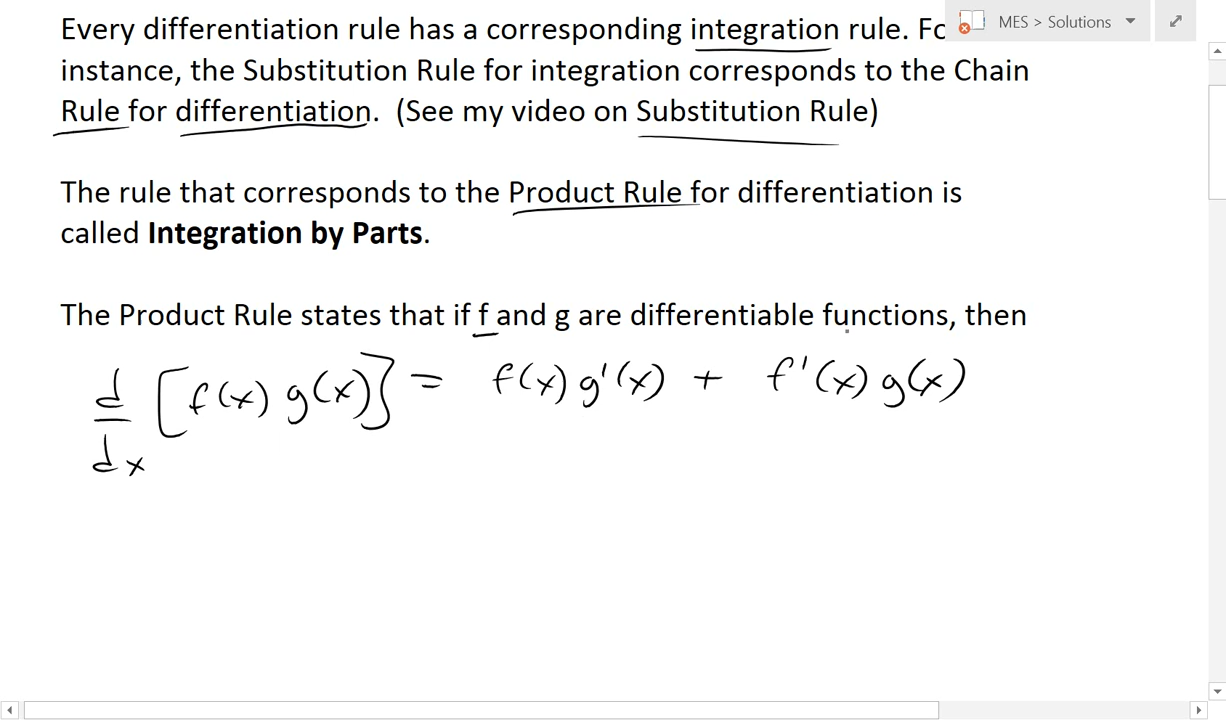 Every differentiation rule has a corresponding integration rule. Fo
MES > Solutions
instance, the Substitution Rule for integration corresponds to the Chain
Rule for differentiation. (See my video on Substitution Rule)
The rule that corresponds to the Product Rule for differentiation is
called Integration by Parts.
The Product Rule states that if f and g are differentiable functions, then
d/dx [f(x) g(x)] = f(x) g'(x) + f'(x) g(x)